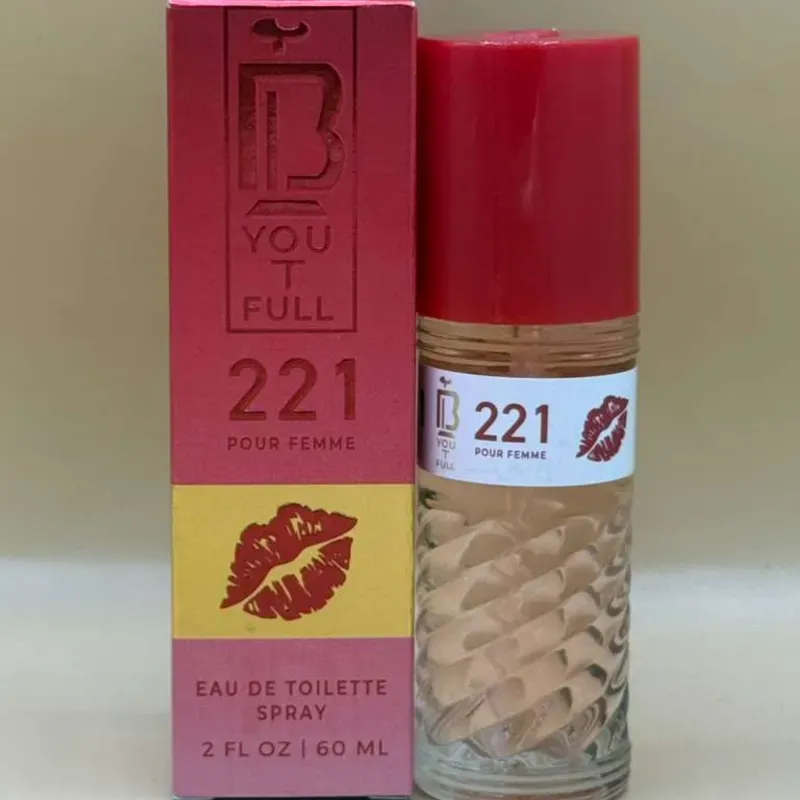 B
YOU
T
FULL
221
POUR FEMME
EAU DE TOILETTE
SPRAY
2 FL OZ | 60 ML
B
YOU
T
FULL
221
POUR FEMME